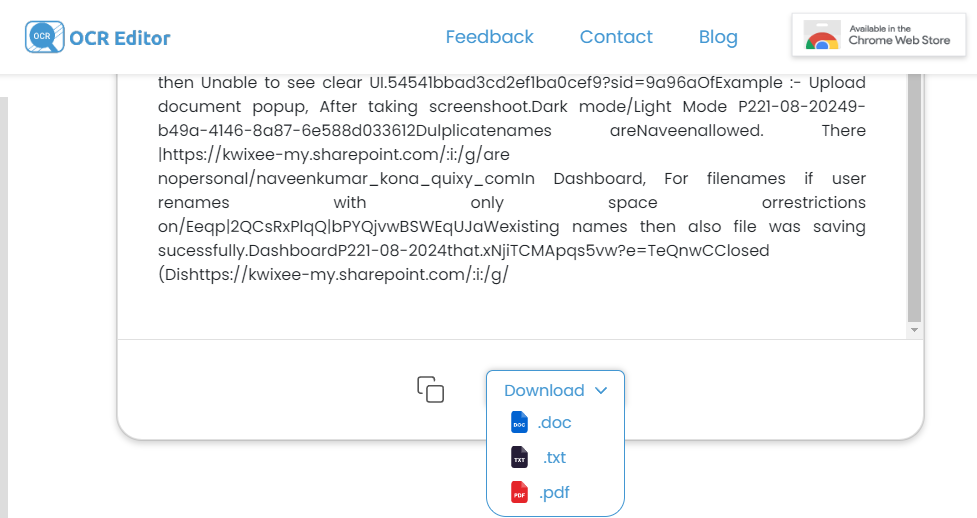 OCR
OCR Editor
Feedback
Contact
Blog
Available in the
Chrome Web Store
then Unable to see clear UI.54541bbad3cd2ef1ba0cef9?sid=9a96aOfExample :- Upload
document popup, After taking screenshoot.Dark mode/Light Mode P221-08-20249-
b49a-4146-8a87-6e588d033612Dulplicatenames areNaveenallowed. There
|https://kwixee-my.sharepoint.com/:i:/g/are
nopersonal/naveenkumar_kona_quixy_comIn Dashboard, For filenames if user
renames with only space orrestrictions
on/Eeqp|2QCsRxPlqQ|bPYQjvwBSWEqUJaWexisting names then also file was saving
sucessfully.DashboardP221-08-2024that.xNjiTCMApqs5vw?e=TeQnwCClosed
(Dishttps://kwixee-my.sharepoint.com/:i:/g/
Download
DOC .doc
TXT .txt
PDF .pdf